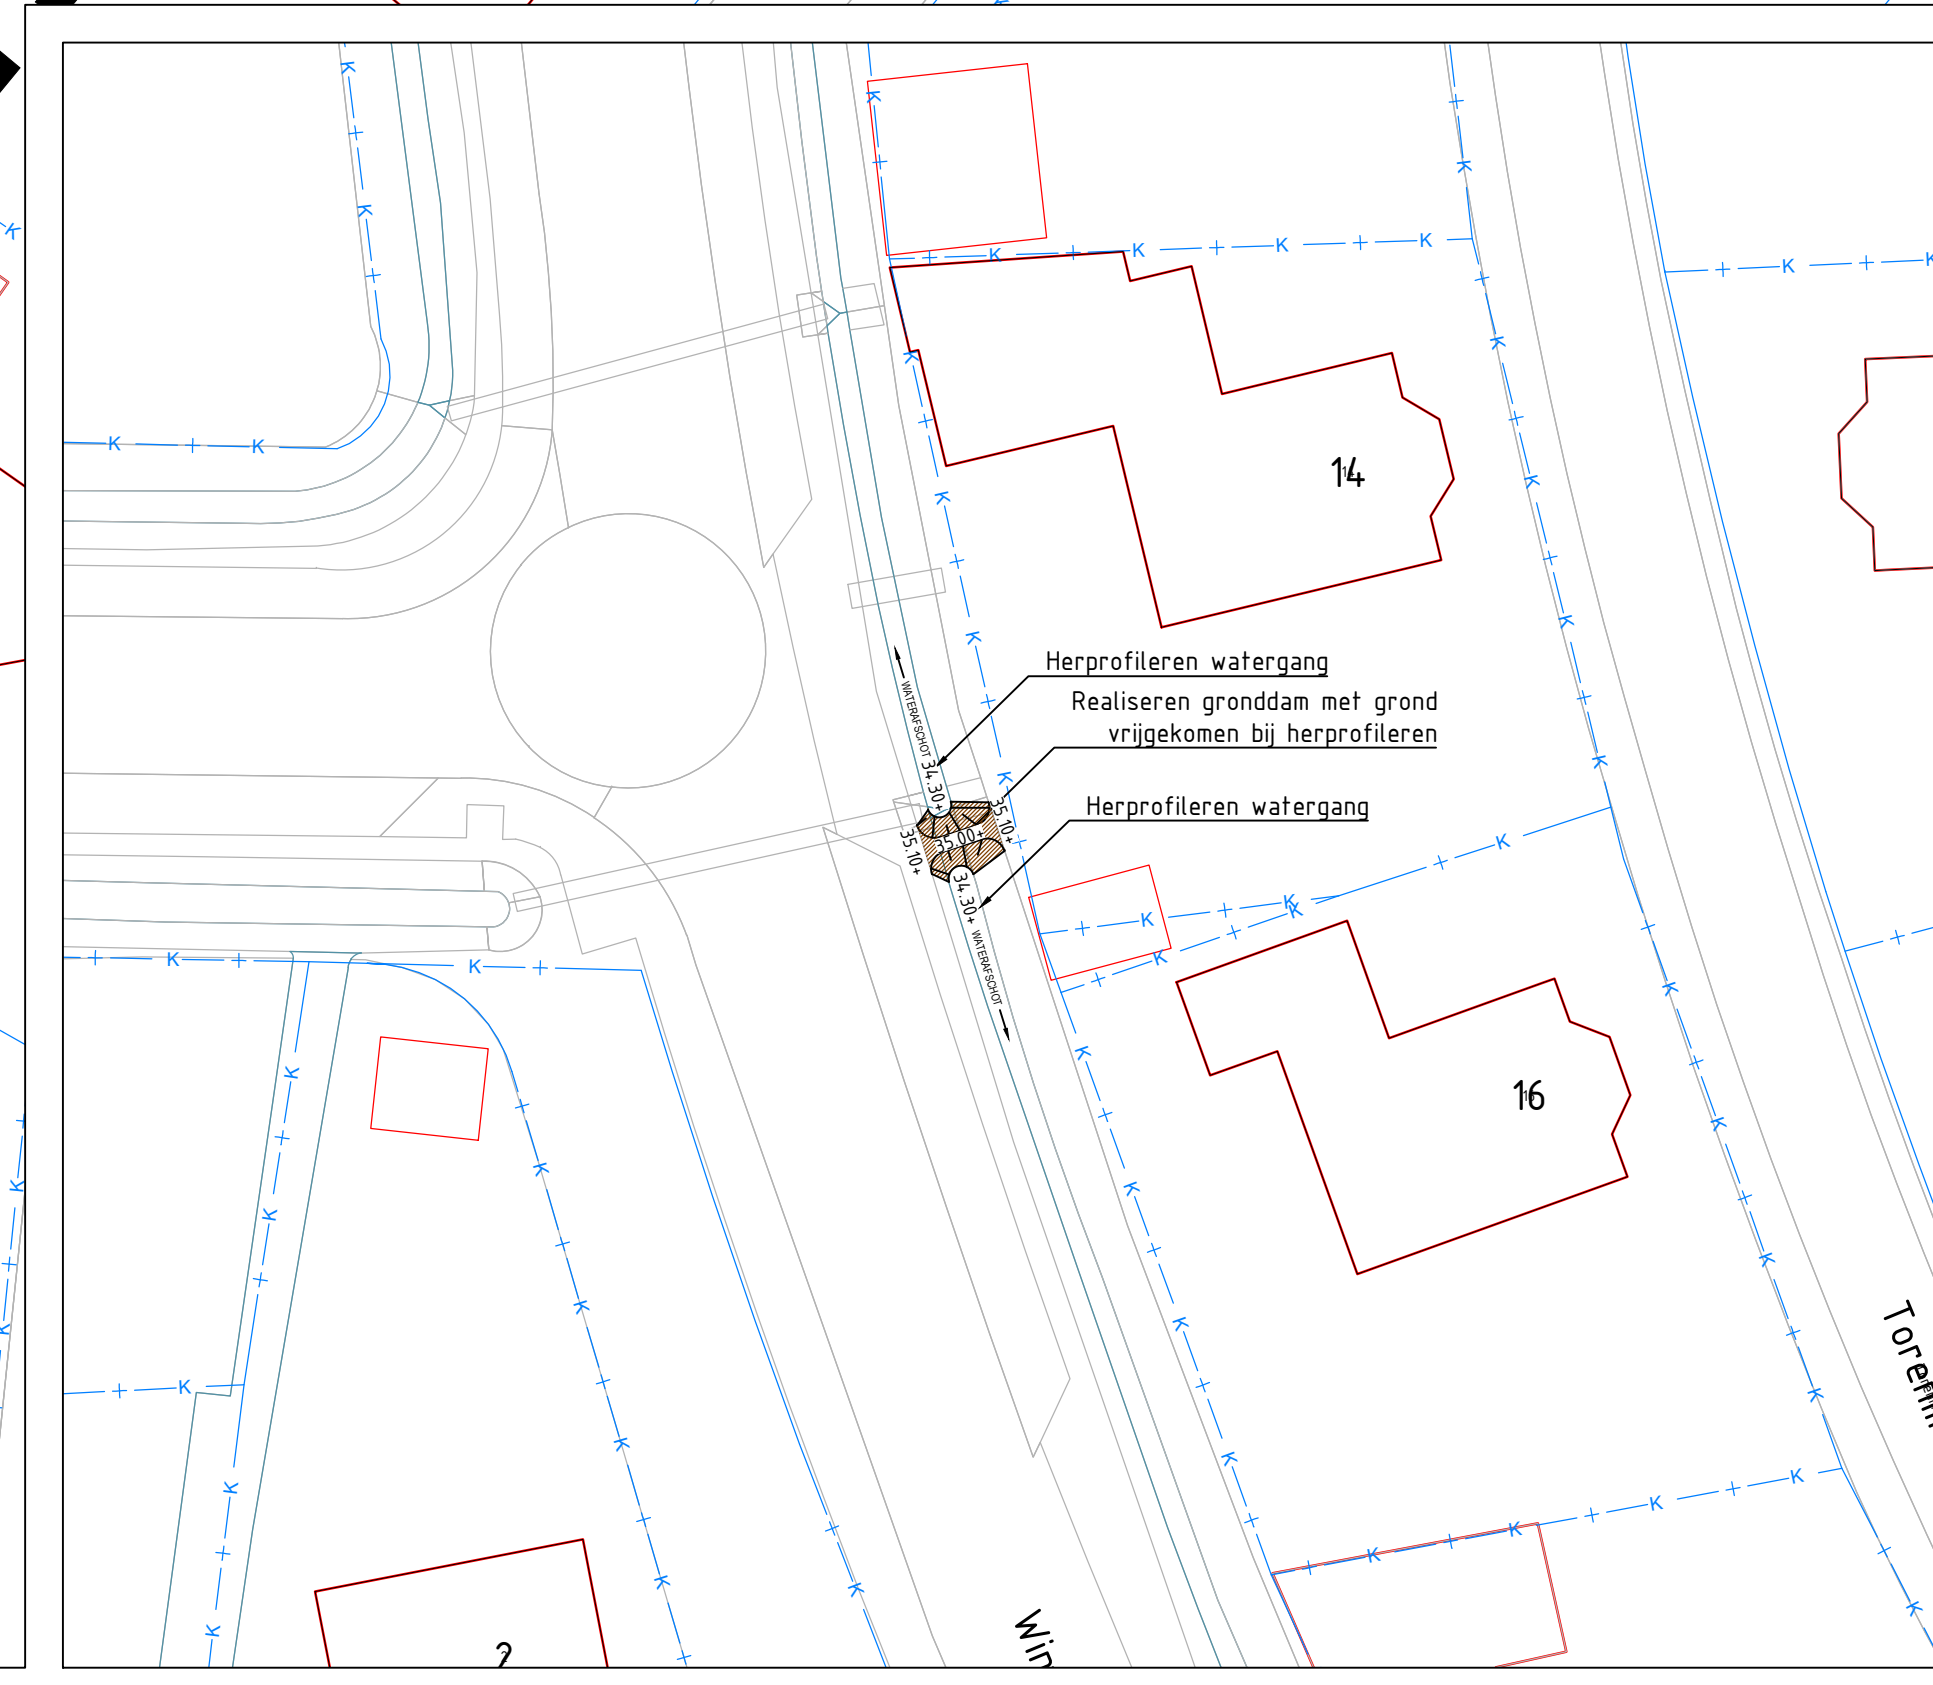 14
Herprofileren watergang
Realiseren gronddam met grond
vrijgekomen bij herprofileren
Herprofileren watergang
WATERAFSCHOT
34.30+
35.10+
35.10+
35.00+
34.30+
WATERAFSCHOT
16
2
K